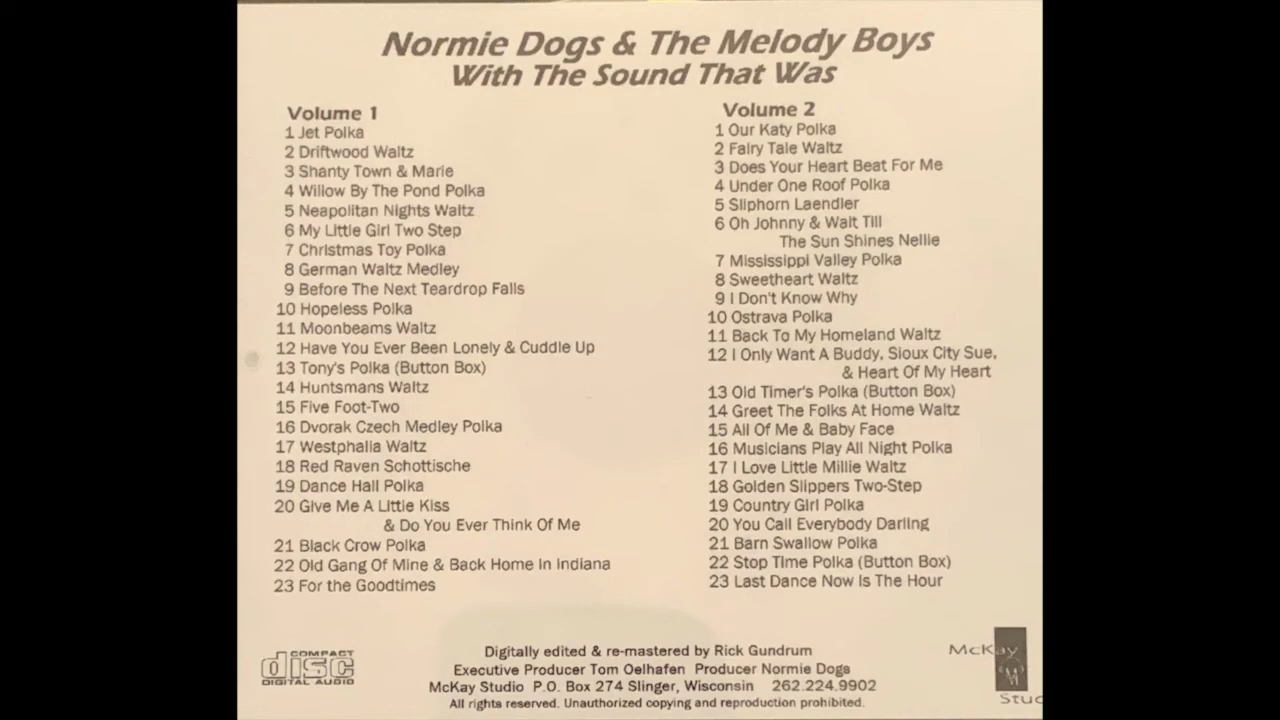 Normie Dogs & The Melody Boys
With The Sound That Was
Volume 1
1 Jet Polka
2 Driftwood Waltz
3 Shanty Town & Marie
4 Willow By The Pond Polka
5 Neapolitan Nights Waltz
6 My Little Girl Two Step
7 Christmas Toy Polka
8 German Waltz Medley
9 Before The Next Teardrop Falls
10 Hopeless Polka
11 Moonbeams Waltz
12 Have You Ever Been Lonely & Cuddle Up
13 Tony's Polka (Button Box)
14 Huntsmans Waltz
15 Five Foot-Two
16 Dvorak Czech Medley Polka
17 Westphalia Waltz
18 Red Raven Schottische
19 Dance Hall Polka
20 Give Me A Little Kiss
& Do You Ever Think Of Me
21 Black Crow Polka
22 Old Gang Of Mine & Back Home In Indiana
23 For the Goodtimes
Volume 2
1 Our Katy Polka
2 Fairy Tale Waltz
3 Does Your Heart Beat For Me
4 Under One Roof Polka
5 Sliphorn Laendler
6 Oh Johnny & Wait Till
The Sun Shines Nellie
7 Mississippi Valley Polka
8 Sweetheart Waltz
9 I Don't Know Why
10 Ostrava Polka
11 Back To My Homeland Waltz
12 I Only Want A Buddy, Sioux City Sue,
& Heart Of My Heart
13 Old Timer's Polka (Button Box)
14 Greet The Folks At Home Waltz
15 All Of Me & Baby Face
16 Musicians Play All Night Polka
17 I Love Little Millie Waltz
18 Golden Slippers Two-Step
19 Country Girl Polka
20 You Call Everybody Darling
21 Barn Swallow Polka
22 Stop Time Polka (Button Box)
23 Last Dance Now Is The Hour
COMPACT
disc
DIGITAL AUDIO
Digitally edited & re-mastered by Rick Gundrum
Executive Producer Tom Oelhafen Producer Normie Dogs
McKay Studio P.O. Box 274 Slinger, Wisconsin 262.224.9902
All rights reserved. Unauthorized copying and reproduction prohibited.
McKay
M
Stuc